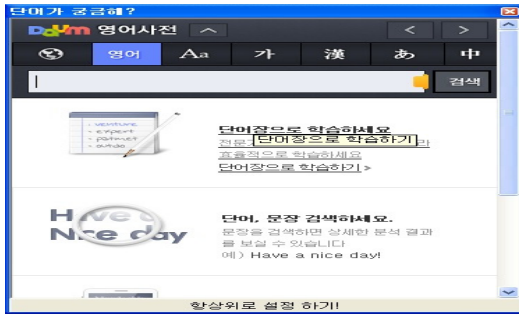 단어가 궁금해?
Daum 영어사전
영어 Aa 가 漢 あ 中
검색
venture
expert
partner
단어장으로 학습하세요
단어장으로 학습하기
전문
효율적으로 학습하세요
단어장으로 학습하기 >
Have a
Nice day
단어, 문장 검색하세요.
문장을 검색하면 상세한 분석 결과
를 보실 수 있습니다
예) Have a nice day!
항상위로 설정 하기!